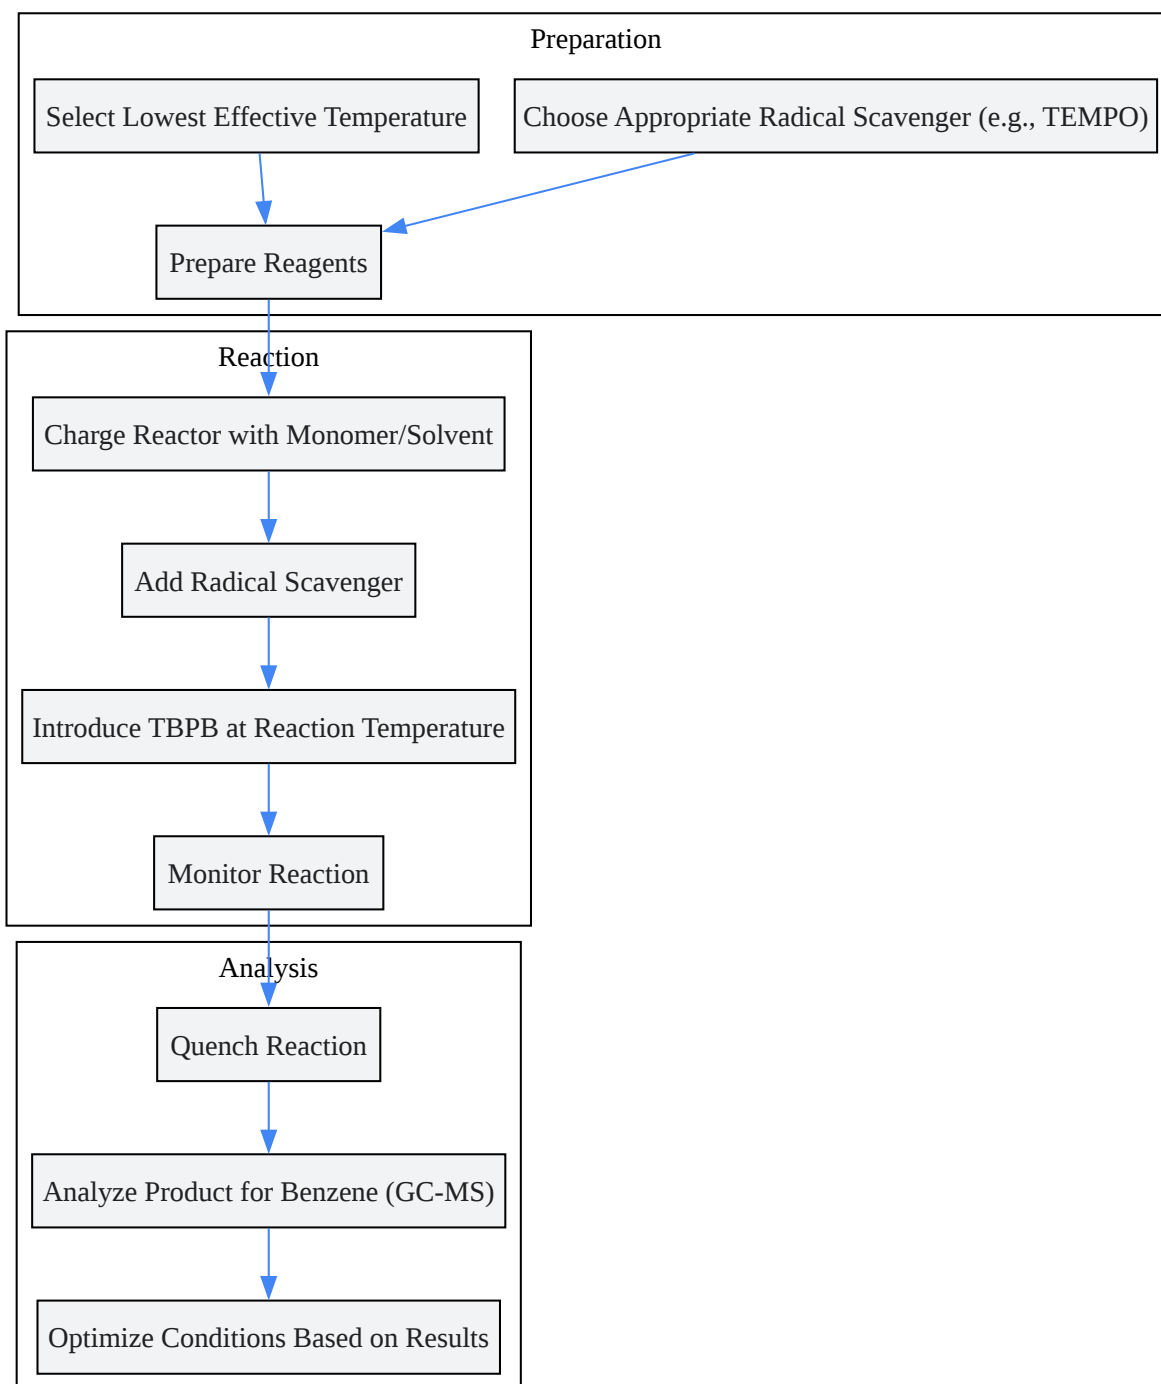 Preparation
Select Lowest Effective Temperature
Choose Appropriate Radical Scavenger (e.g., TEMPO)
Prepare Reagents
Reaction
Charge Reactor with Monomer/Solvent
Add Radical Scavenger
Introduce TBPB at Reaction Temperature
Monitor Reaction
Analysis
Quench Reaction
Analyze Product for Benzene (GC-MS)
Optimize Conditions Based on Results